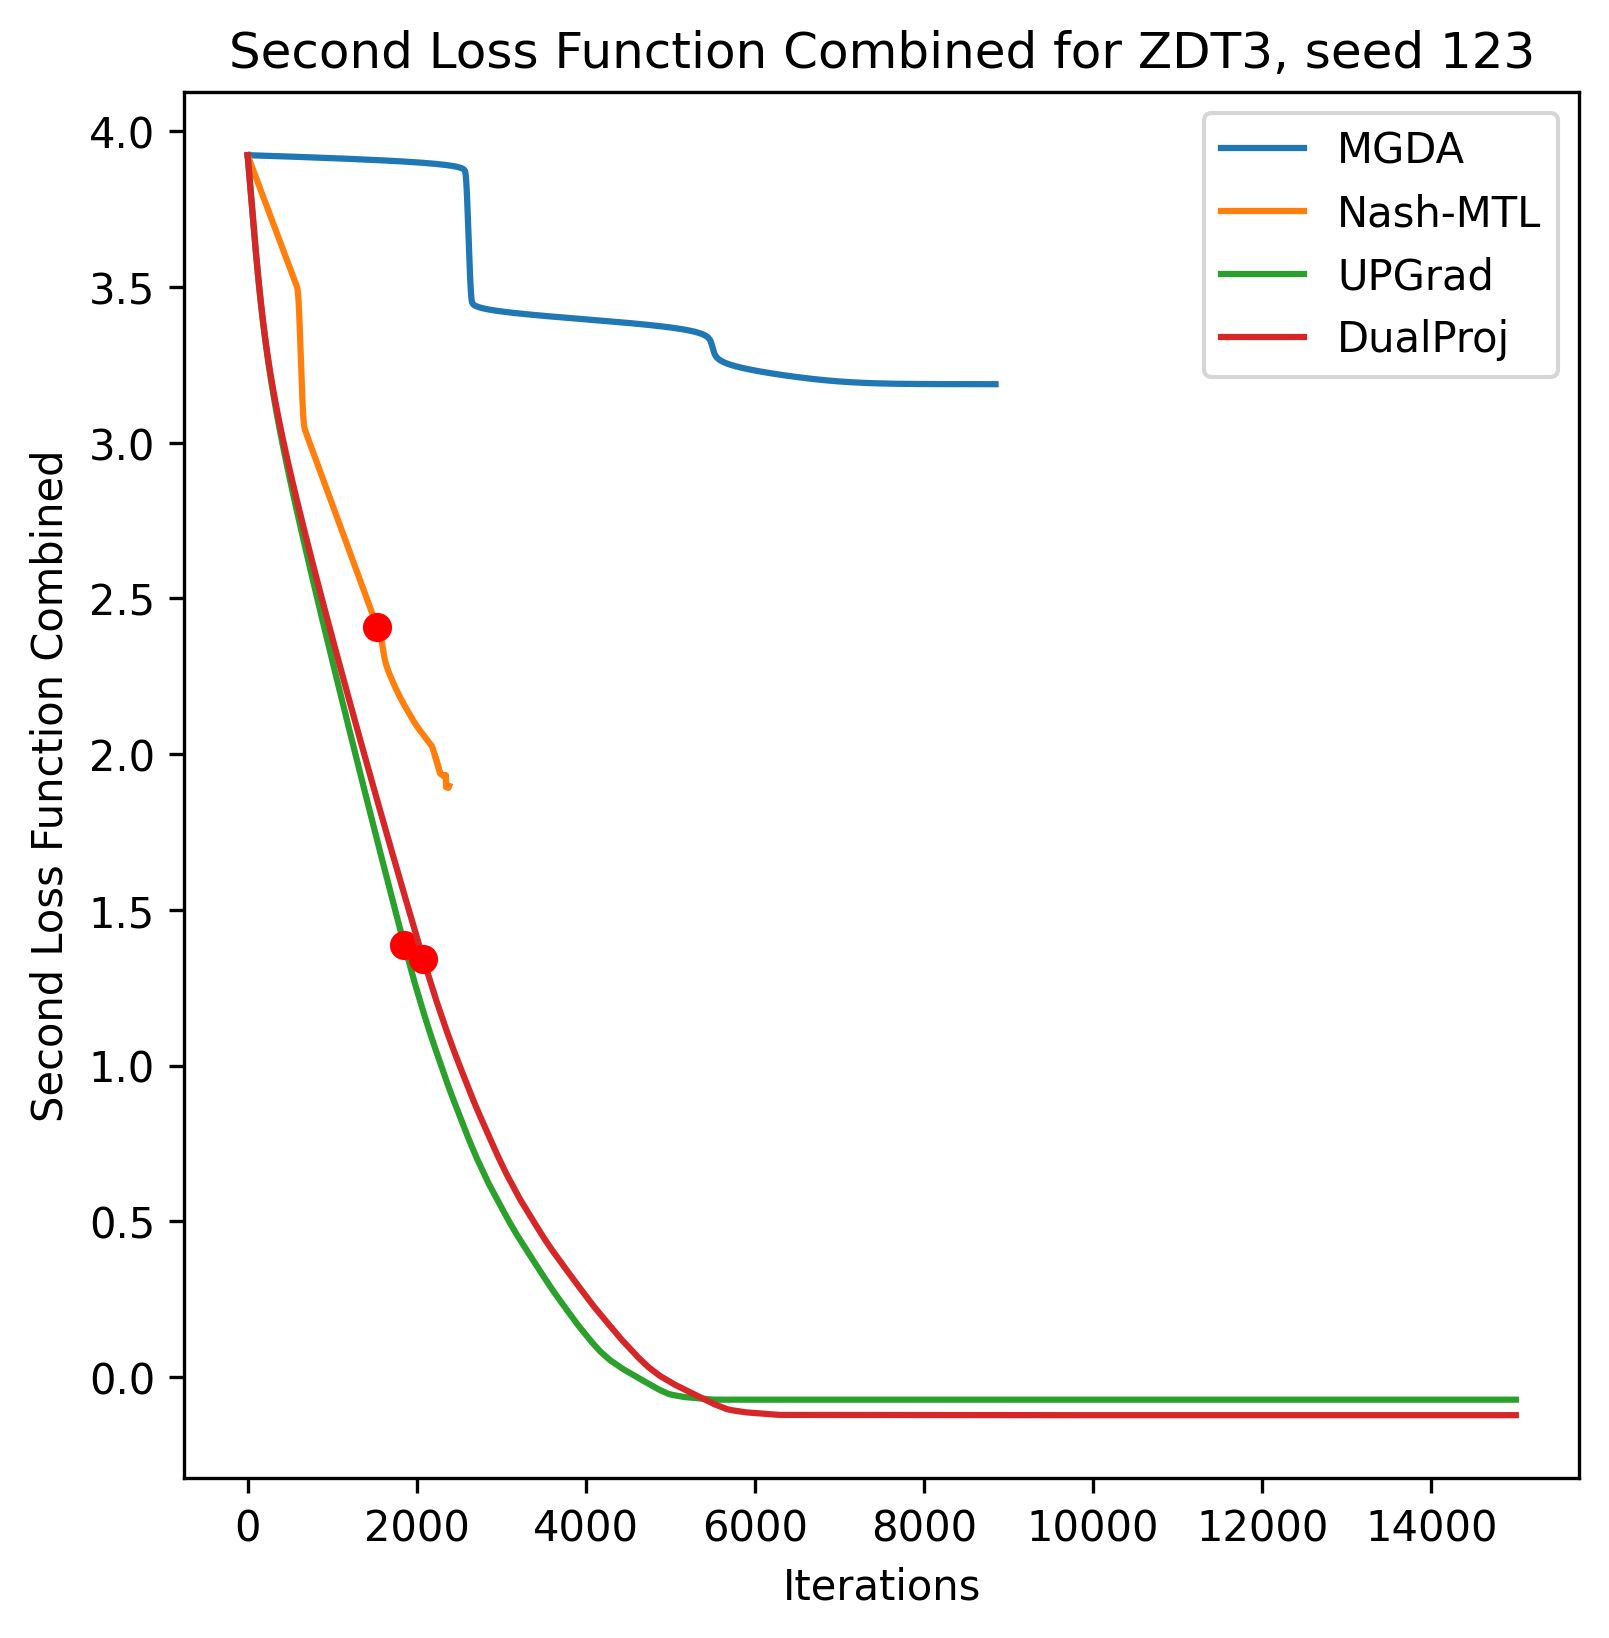 Second Loss Function Combined for ZDT3, seed 123
MGDA
Nash-MTL
UPGrad
DualProj
Second Loss Function Combined
4.0
3.5
3.0
2.5
2.0
1.5
1.0
0.5
0.0
0 2000 4000 6000 8000 10000 12000 14000
Iterations